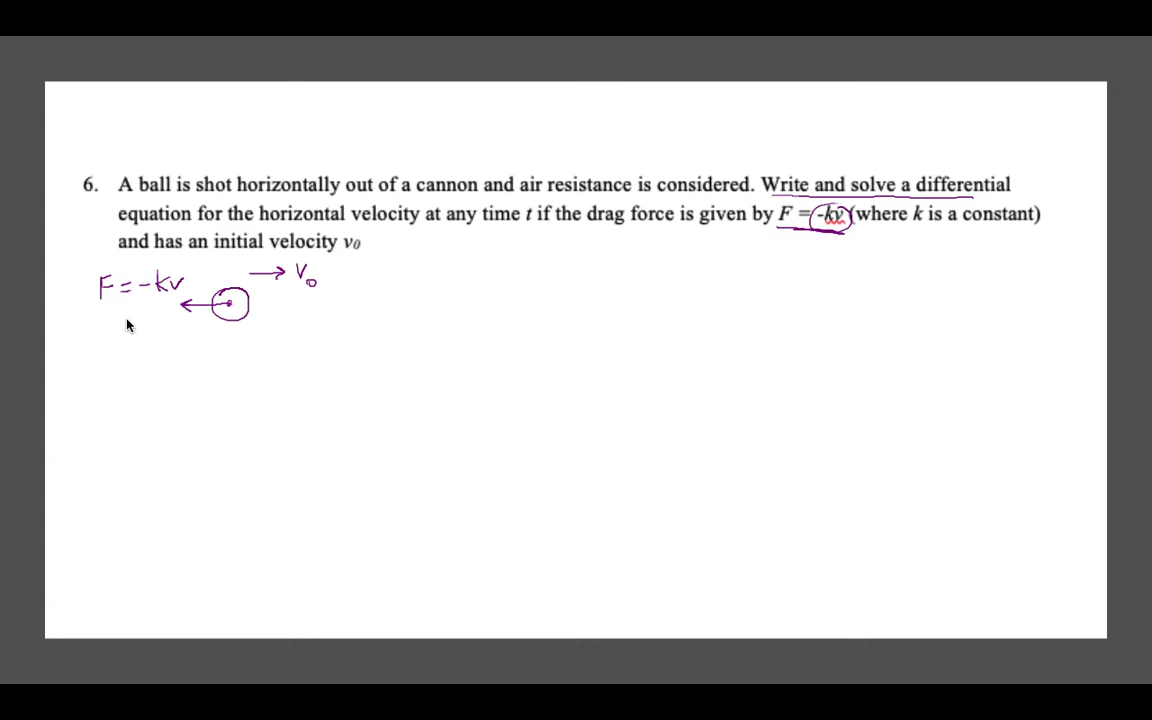 6. A ball is shot horizontally out of a cannon and air resistance is considered. Write and solve a differential
equation for the horizontal velocity at any time t if the drag force is given by F = -kv (where k is a constant)
and has an initial velocity v₀
F = -kv
v₀